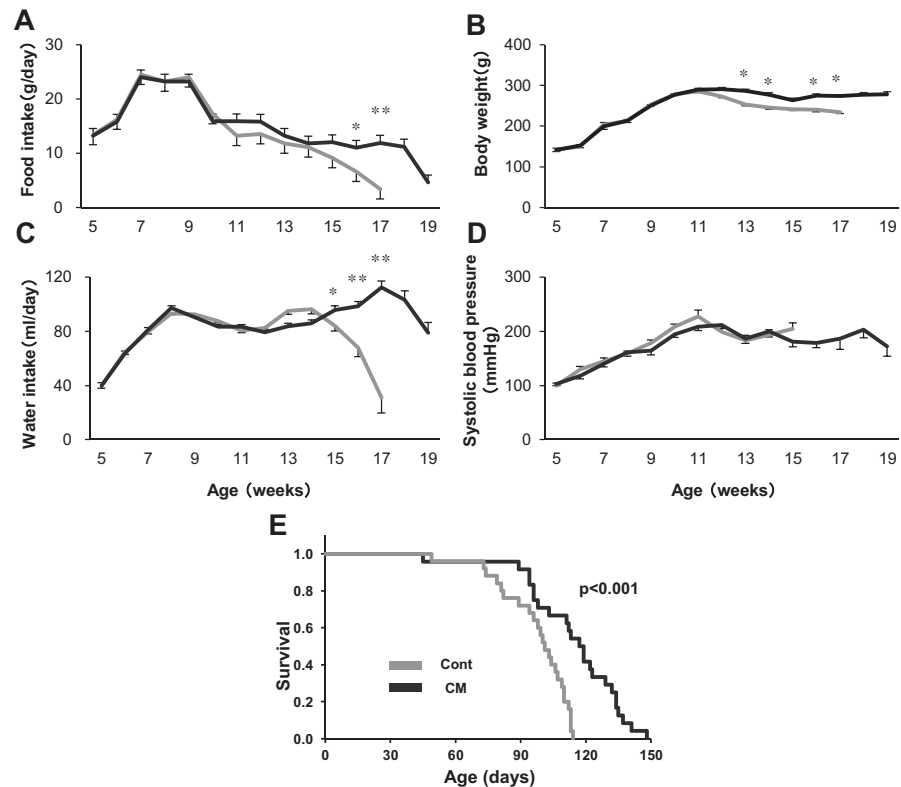 A
Food intake(g/day)
30
20
10
0
* **
5 7 9 11 13 15 17 19
B
Body weight(g)
400
300
200
100
0
* * * *
5 7 9 11 13 15 17 19
C
Water intake(ml/day)
120
80
40
0
* ** **
5 7 9 11 13 15 17 19
Age (weeks)
D
Systolic blood pressure
(mmHg)
300
200
100
0
5 7 9 11 13 15 17 19
Age (weeks)
E
Survival
1.0
0.8
0.6
0.4
0.2
0.0
p<0.001
Cont
CM
0 30 60 90 120 150
Age (days)